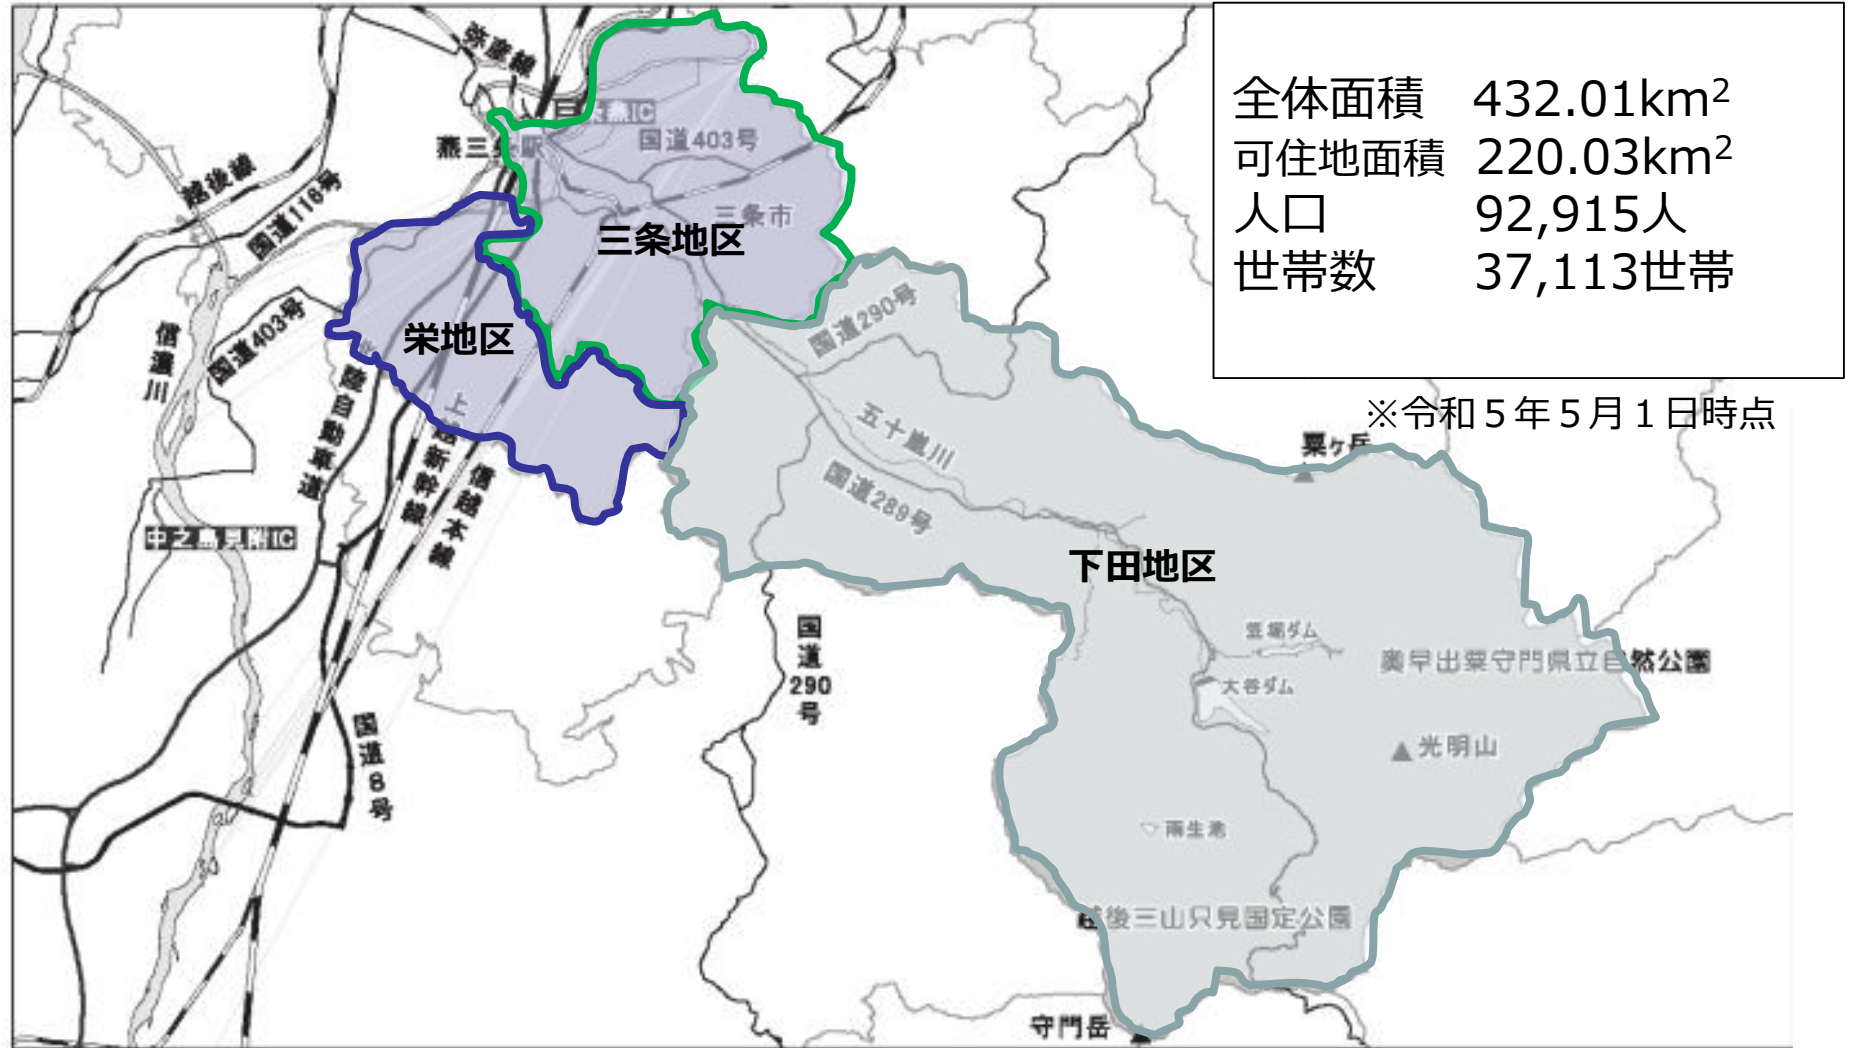 全体面積 432.01km²
可住地面積 220.03km²
人口 92,915人
世帯数 37,113世帯
※令和５年５月１日時点
弥彦線
燕三条駅
国道403号
三条市
三条地区
越後線
国道116号
信濃川
国道403号
栄地区
陸自動車道
上越新幹線
信越本線
中之島見附IC
国道8号
国道290号
五十嵐川
国道289号
粟ヶ岳
下田地区
国道290号
笠堀ダム
大谷ダム
奥早出粟守門県立自然公園
光明山
雨生池
越後三山只見国定公園
守門岳